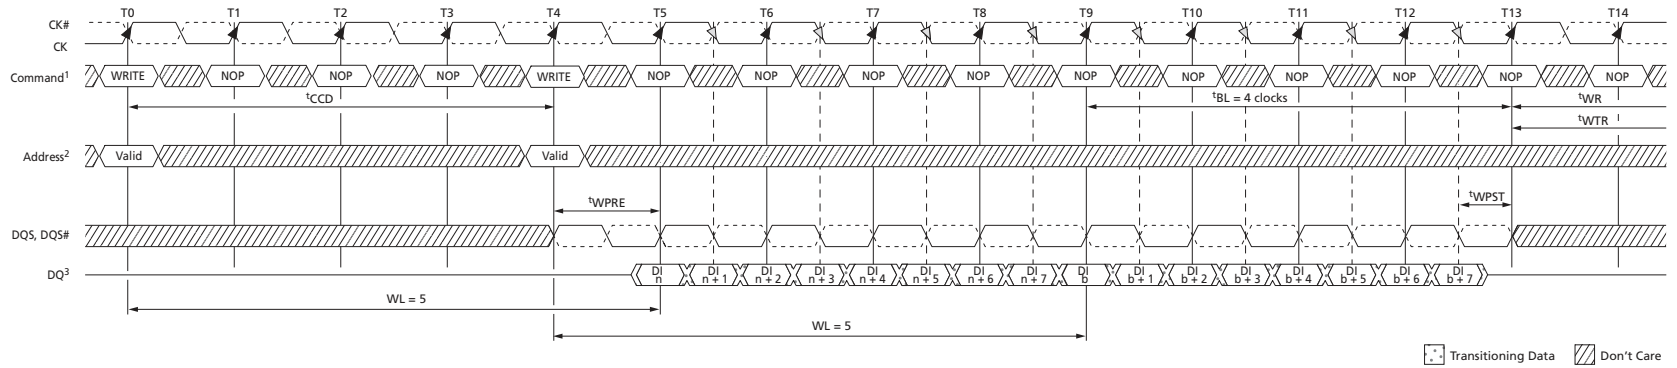 T0 T1 T2 T3 T4 T5 T6 T7 T8 T9 T10 T11 T12 T13 T14
CK#
CK
Command1 WRITE NOP NOP NOP WRITE NOP NOP NOP NOP NOP NOP NOP NOP NOP NOP
tCCD tBL = 4 clocks tWR
tWTR
Address2 Valid Valid
tWPRE tWPST
DQS, DQS#
DQ3 DI n DI n + 1 DI n + 2 DI n + 3 DI n + 4 DI n + 5 DI n + 6 DI n + 7 DI b DI b + 1 DI b + 2 DI b + 3 DI b + 4 DI b + 5 DI b + 6 DI b + 7
WL = 5
WL = 5
Transitioning Data Don't Care